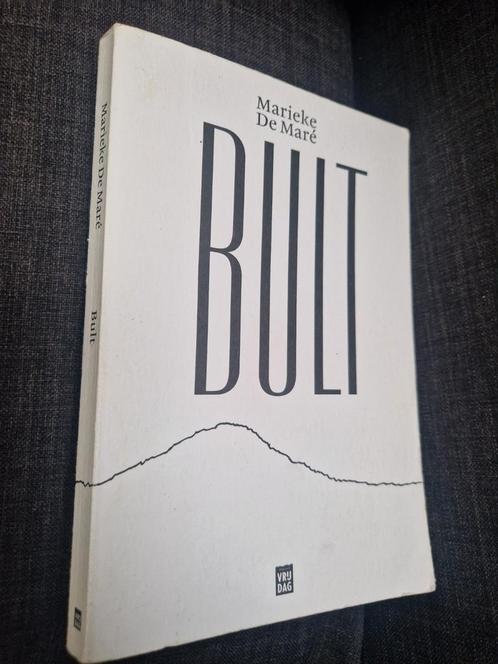 Marieke
De Maré
BULT
VRIJ
DAG
Marieke De Maré
Bult